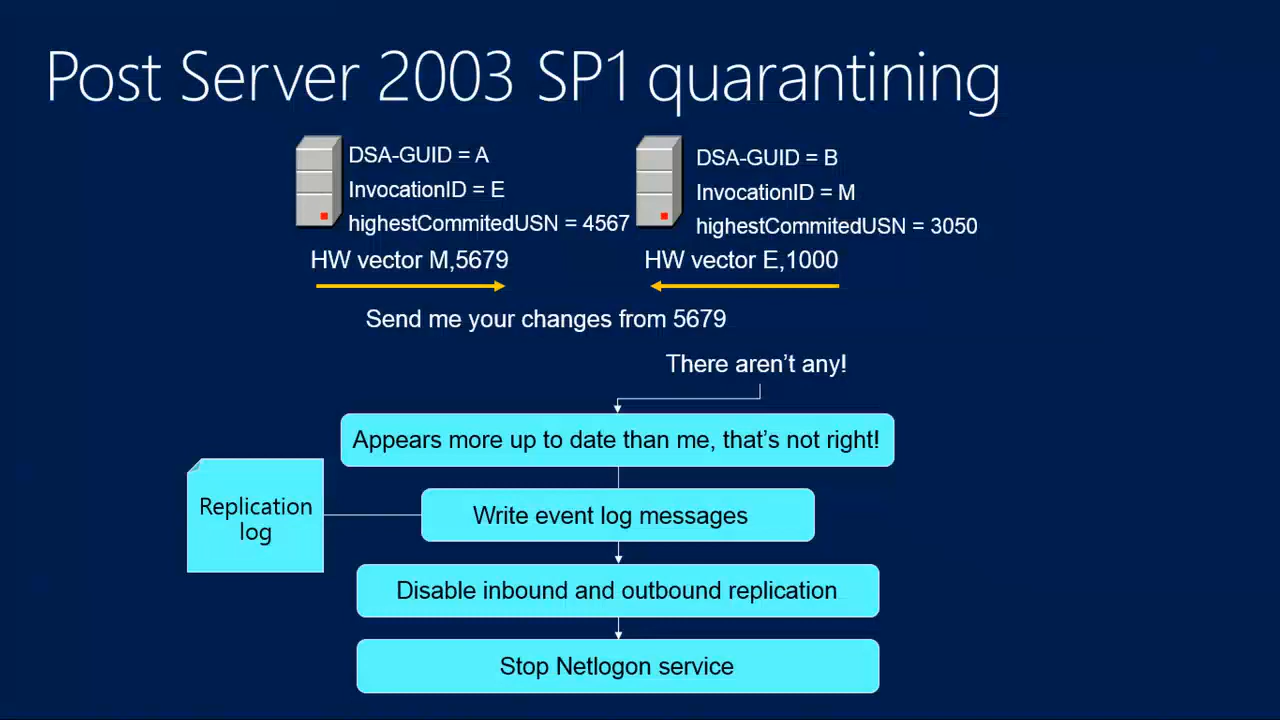 Post Server 2003 SP1 quarantining
DSA-GUID = A
InvocationID = E
highestCommitedUSN = 4567
HW vector M,5679
DSA-GUID = B
InvocationID = M
highestCommitedUSN = 3050
HW vector E,1000
Send me your changes from 5679
There aren't any!
Appears more up to date than me, that's not right!
Replication
log
Write event log messages
Disable inbound and outbound replication
Stop Netlogon service